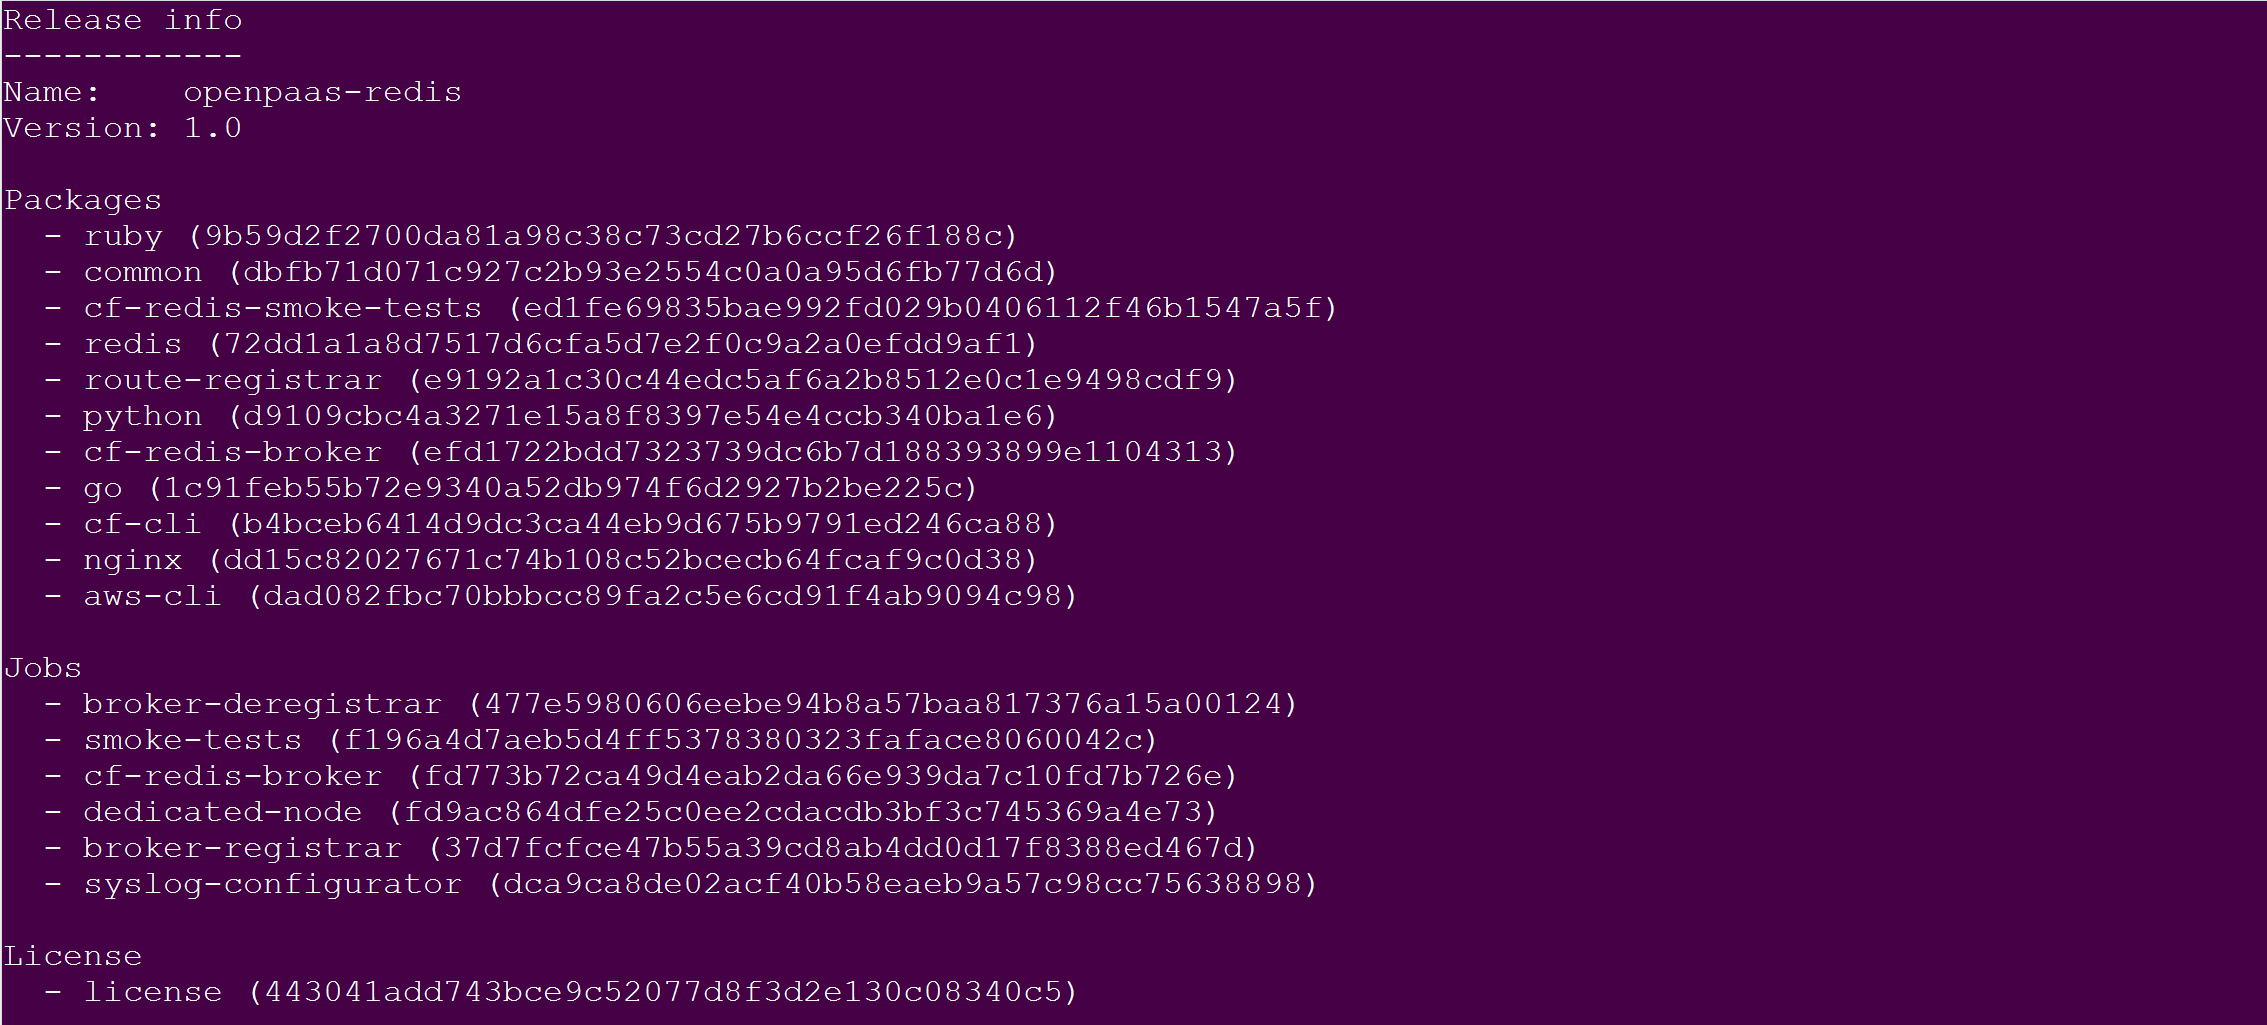 Release info
------------
Name:    openpaas-redis
Version: 1.0
Packages
  - ruby (9b59d2f2700da81a98c38c73cd27b6ccf26f188c)
  - common (dbfb71d071c927c2b93e2554c0a0a95d6fb77d6d)
  - cf-redis-smoke-tests (ed1fe69835bae992fd029b0406112f46b1547a5f)
  - redis (72dd1a1a8d7517d6cfa5d7e2f0c9a2a0efdd9af1)
  - route-registrar (e9192a1c30c44edc5af6a2b8512e0c1e9498cdf9)
  - python (d9109cbc4a3271e15a8f8397e54e4ccb340ba1e6)
  - cf-redis-broker (efd1722bdd7323739dc6b7d188393899e1104313)
  - go (1c91feb55b72e9340a52db974f6d2927b2be225c)
  - cf-cli (b4bceb6414d9dc3ca44eb9d675b9791ed246ca88)
  - nginx (dd15c82027671c74b108c52bcecb64fcaf9c0d38)
  - aws-cli (dad082fbc70bbbcc89fa2c5e6cd91f4ab9094c98)
Jobs
  - broker-deregistrar (477e5980606eebe94b8a57baa817376a15a00124)
  - smoke-tests (f196a4d7aeb5d4ff5378380323faface8060042c)
  - cf-redis-broker (fd773b72ca49d4eab2da66e939da7c10fd7b726e)
  - dedicated-node (fd9ac864dfe25c0ee2cdacdb3bf3c745369a4e73)
  - broker-registrar (37d7fcfce47b55a39cd8ab4dd0d17f8388ed467d)
  - syslog-configurator (dca9ca8de02acf40b58eaeb9a57c98cc75638898)
License
  - license (443041add743bce9c52077d8f3d2e130c08340c5)